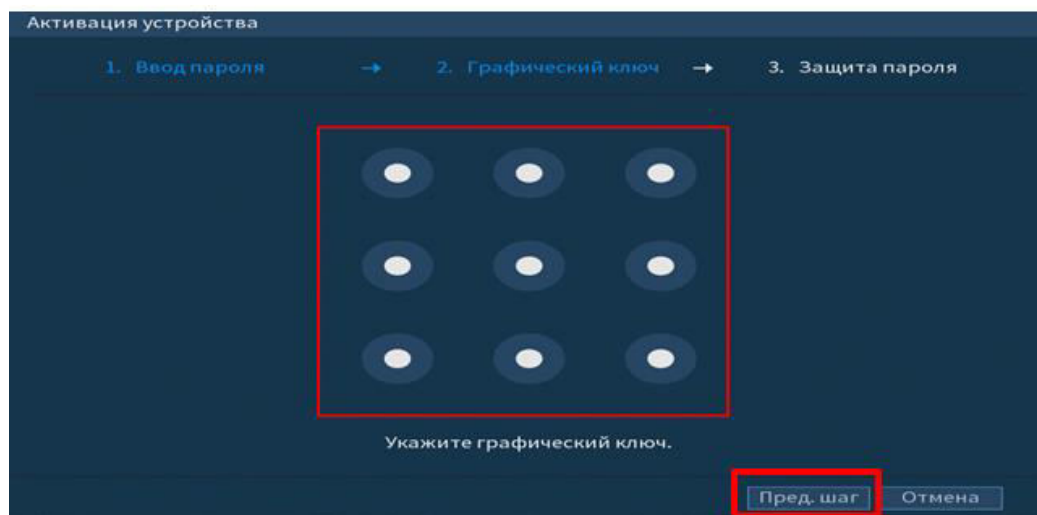 Активация устройства
1. Ввод пароля → 2. Графический ключ → 3. Защита пароля
Укажите графический ключ.
Пред. шаг Отмена